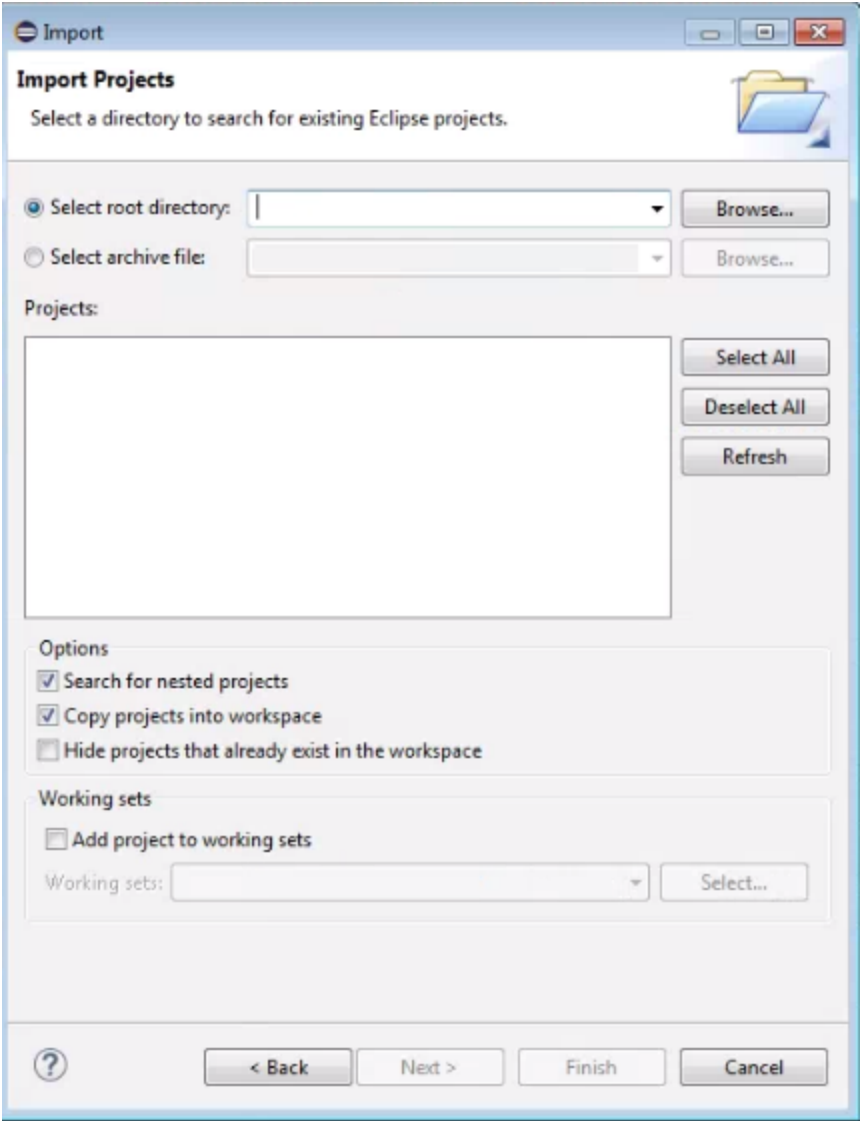 Import
Import Projects
Select a directory to search for existing Eclipse projects.
Select root directory: Browse...
Select archive file: Browse...
Projects:
Select All
Deselect All
Refresh
Options
Search for nested projects
Copy projects into workspace
Hide projects that already exist in the workspace
Working sets
Add project to working sets
Working sets: Select...
? < Back Next > Finish Cancel